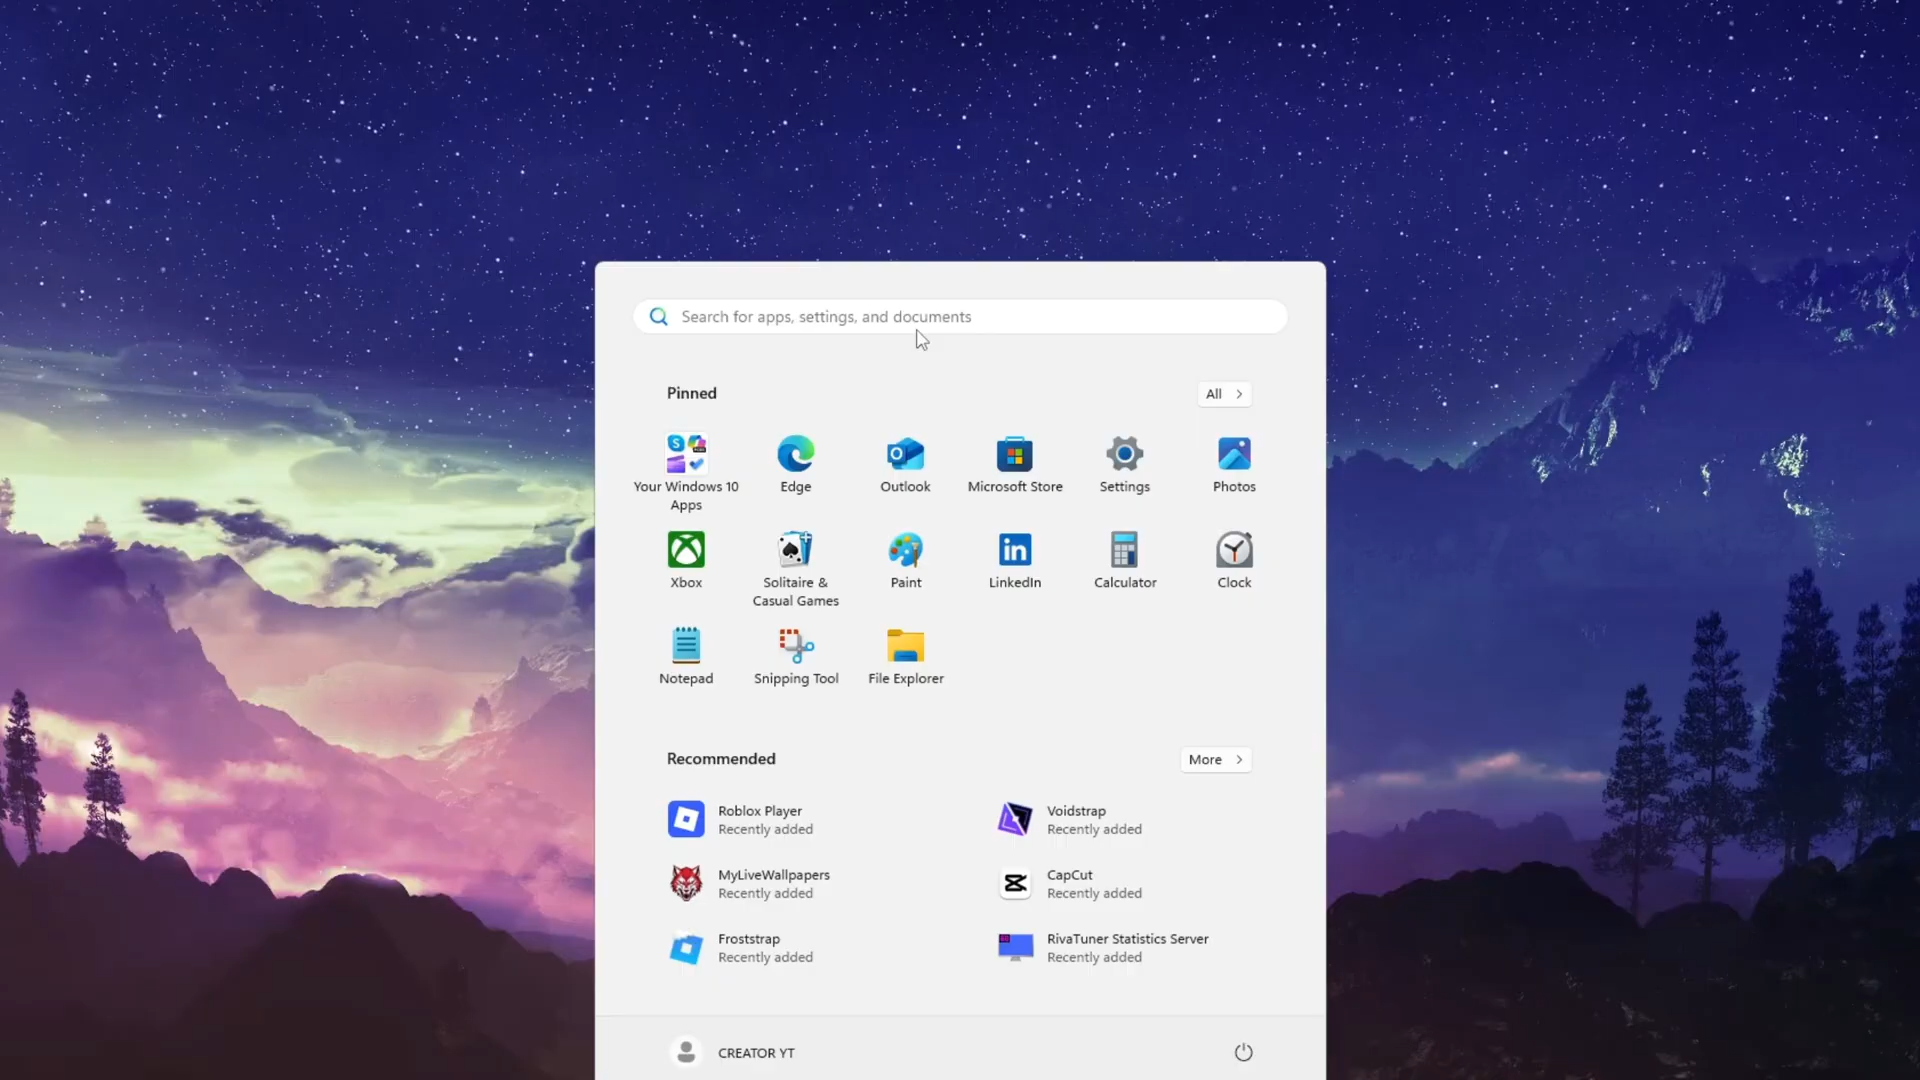 Search for apps, settings, and documents
Pinned
All
Your Windows 10
Apps
Edge
Outlook
Microsoft Store
Settings
Photos
Xbox
Solitaire &
Casual Games
Paint
LinkedIn
Calculator
Clock
Notepad
Snipping Tool
File Explorer
Recommended
More
Roblox Player
Recently added
Voidstrap
Recently added
MyLiveWallpapers
Recently added
CapCut
Recently added
Froststrap
Recently added
RivaTuner Statistics Server
Recently added
CREATOR YT